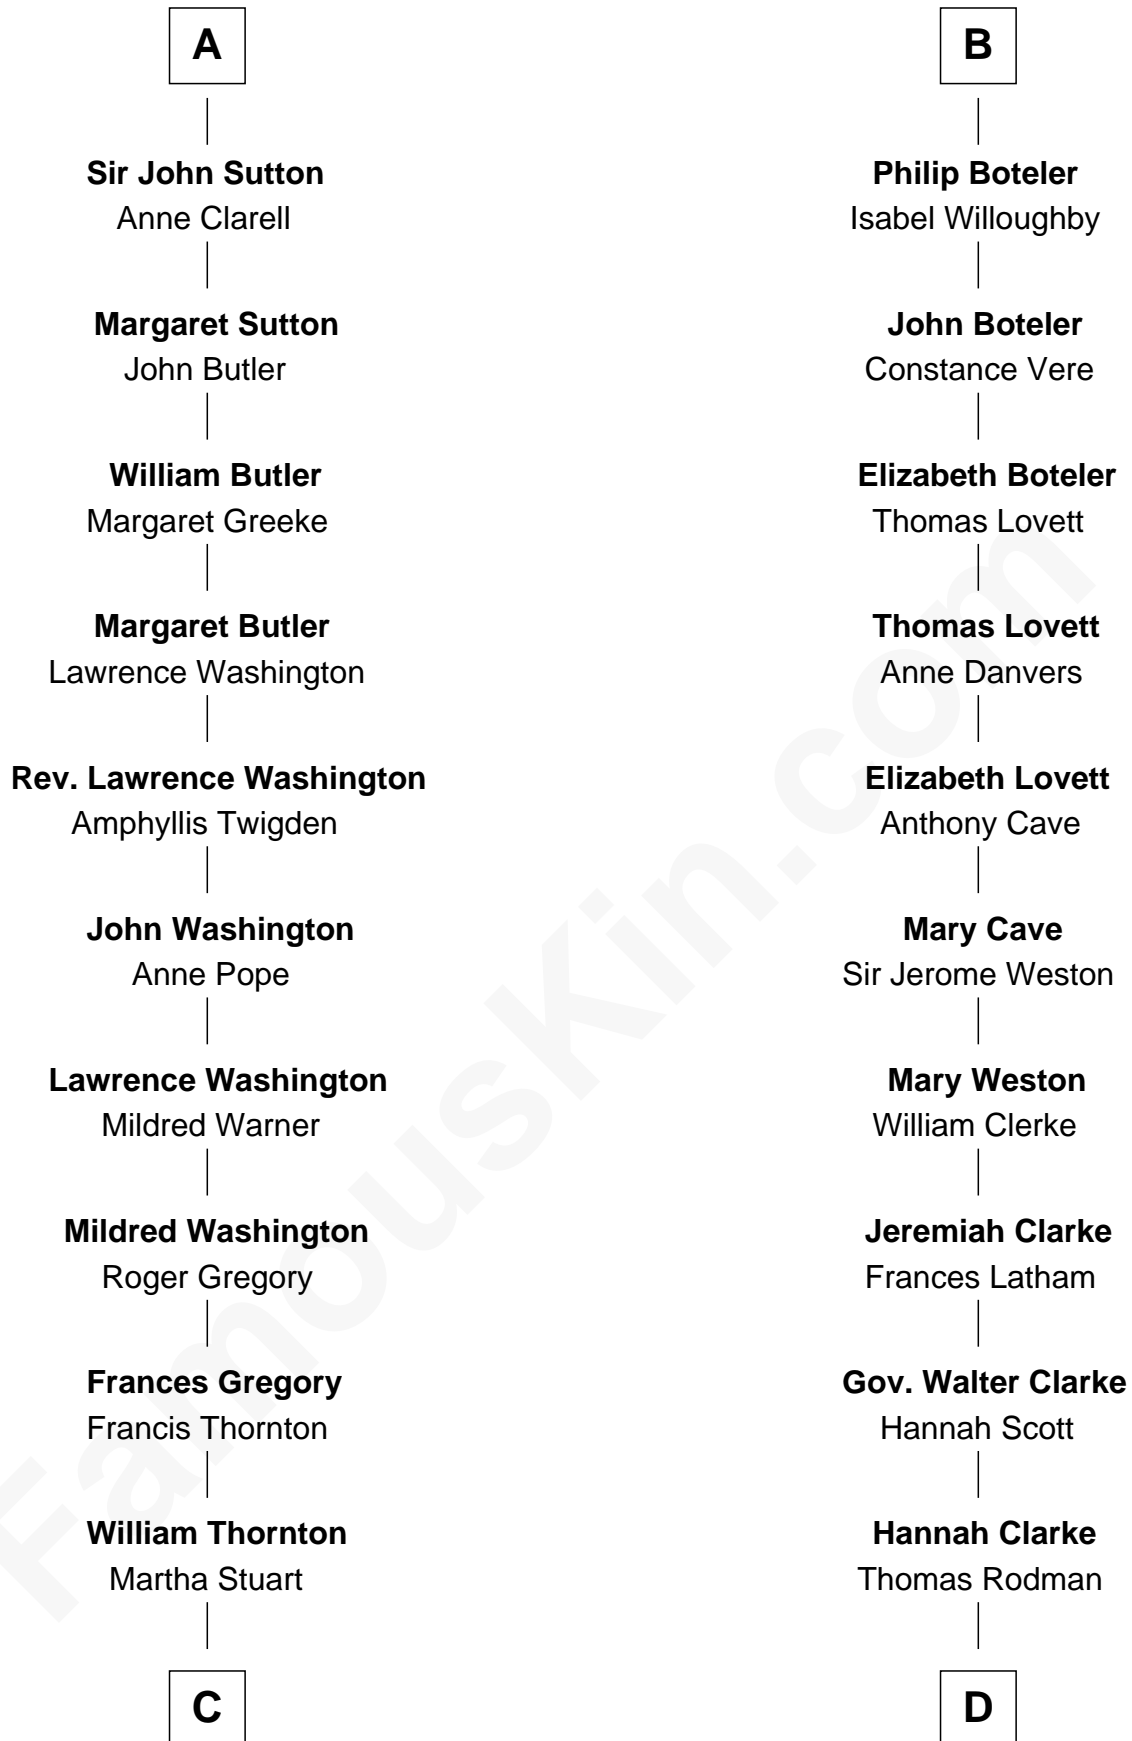 A
Sir John Sutton
Anne Clarell
Margaret Sutton
John Butler
William Butler
Margaret Greeke
Margaret Butler
Lawrence Washington
Rev. Lawrence Washington
Amphyllis Twigden
John Washington
Anne Pope
Lawrence Washington
Mildred Warner
Mildred Washington
Roger Gregory
Frances Gregory
Francis Thornton
William Thornton
Martha Stuart
C
B
Philip Boteler
Isabel Willoughby
John Boteler
Constance Vere
Elizabeth Boteler
Thomas Lovett
Thomas Lovett
Anne Danvers
Elizabeth Lovett
Anthony Cave
Mary Cave
Sir Jerome Weston
Mary Weston
William Clerke
Jeremiah Clarke
Frances Latham
Gov. Walter Clarke
Hannah Scott
Hannah Clarke
Thomas Rodman
D
FamousKin.com